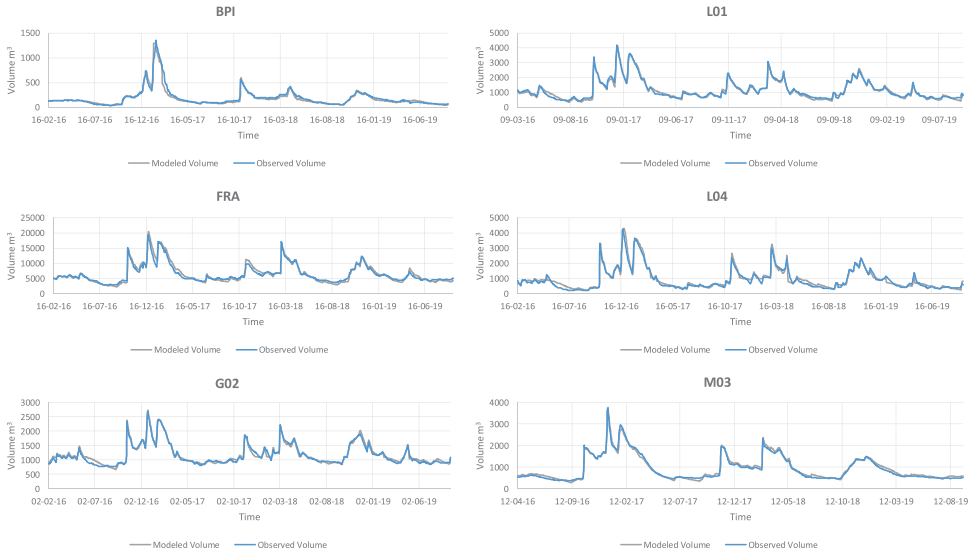 BPI
Volume m³
1500
1000
500
0
16-02-16 16-07-16 16-12-16 16-05-17 16-10-17 16-03-18 16-08-18 16-01-19 16-06-19
Time
Modeled Volume Observed Volume
L01
Volume m³
5000
4000
3000
2000
1000
0
09-03-16 09-08-16 09-01-17 09-06-17 09-11-17 09-04-18 09-09-18 09-02-19 09-07-19
Time
Modeled Volume Observed Volume
FRA
Volume m³
25000
20000
15000
10000
5000
0
16-02-16 16-07-16 16-12-16 16-05-17 16-10-17 16-03-18 16-08-18 16-01-19 16-06-19
Time
Modeled Volume Observed Volume
L04
Volume m³
5000
4000
3000
2000
1000
0
16-02-16 16-07-16 16-12-16 16-05-17 16-10-17 16-03-18 16-08-18 16-01-19 16-06-19
Time
Modeled Volume Observed Volume
G02
Volume m³
3000
2500
2000
1500
1000
500
0
02-02-16 02-07-16 02-12-16 02-05-17 02-10-17 02-03-18 02-08-18 02-01-19 02-06-19
Time
Modeled Volume Observed Volume
M03
Volume m³
4000
3000
2000
1000
0
12-04-16 12-09-16 12-02-17 12-07-17 12-12-17 12-05-18 12-10-18 12-03-19 12-08-19
Time
Modeled Volume Observed Volume